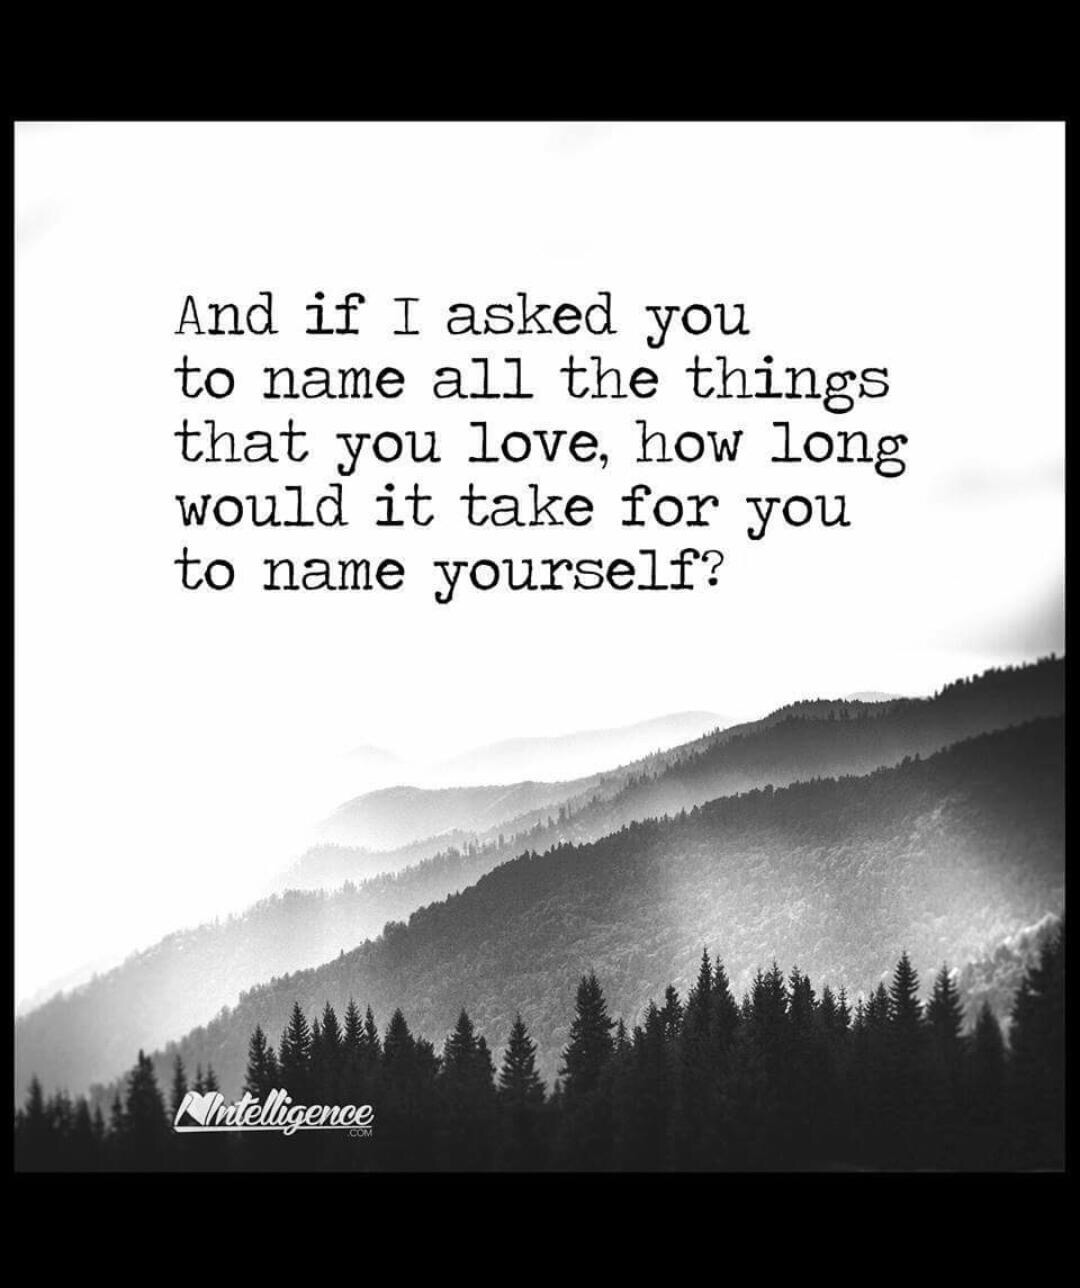 And if I asked you
to name all the things
that you love, how long
would it take for you
to name yourself?
Intelligence
.COM